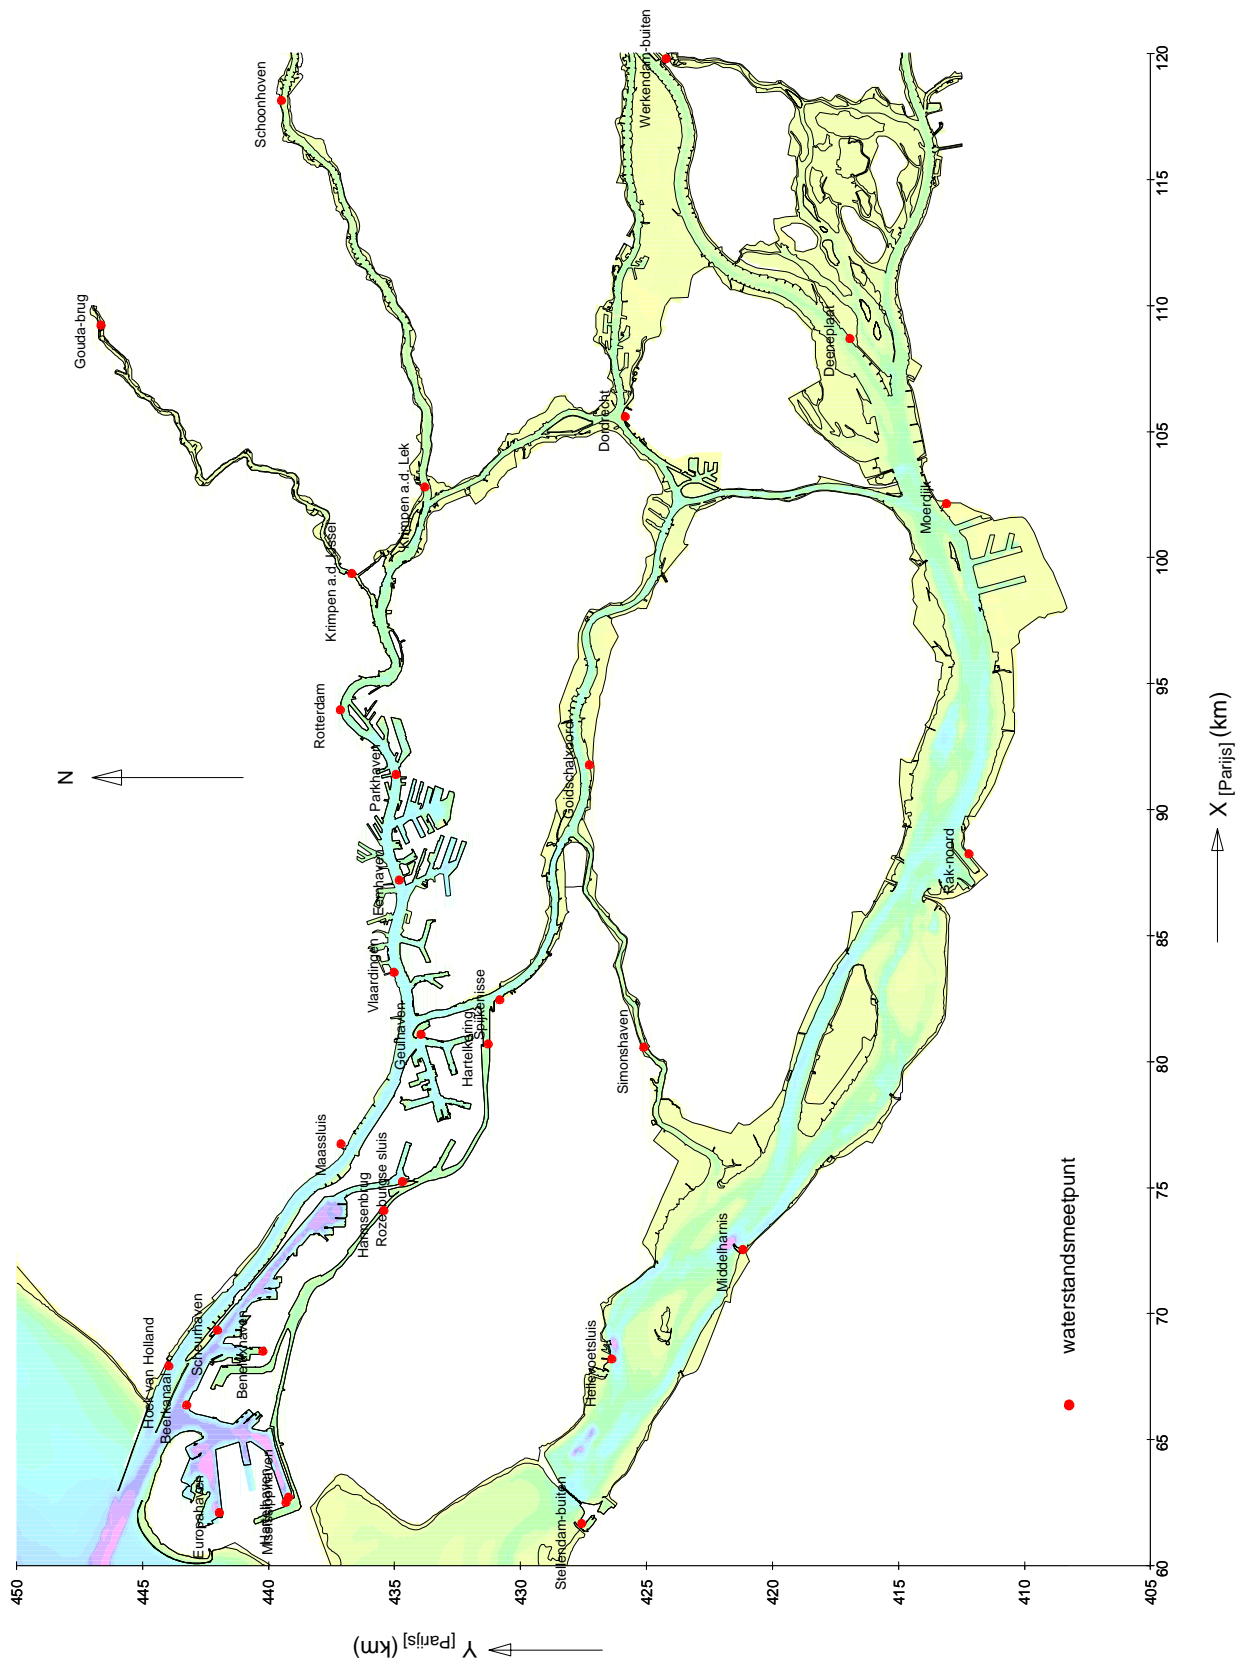 Schoonhoven
Werkendam-buiten
Gouda-brug
Deeneplaat
Dordrecht
Krimpen a.d. Lek
Moerdijk
Krimpen a.d. IJssel
Rotterdam
N
Parkhaven
Goidschalxoord
Eemhaven
Rak-noord
Vlaardingen
Geulhaven
Spijkenisse
Hartelkering
Simonshaven
Maassluis
Rozenburgse sluis
Harmsenbrug
Middelharnis
Hoek van Holland
Scheurhaven
Beerkanaal
Beneluxhaven
Hellevoetsluis
Europahaven
Hartelhaven
Mississippihaven
Stellendam-buiten
waterstandsmeetpunt
120
115
110
105
100
95
90
85
80
75
70
65
60
X [Parijs] (km)
450
445
440
435
430
425
420
415
410
405
Y [Parijs] (km)